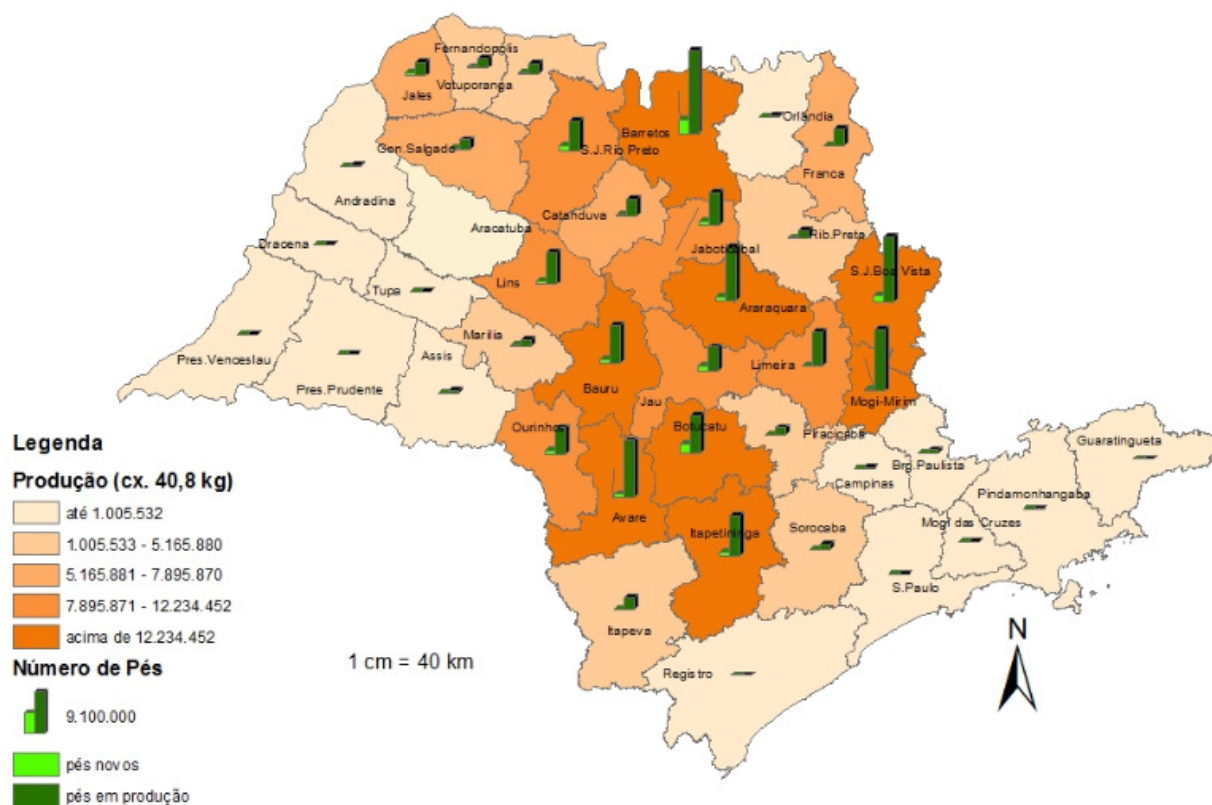 Fernandopolis
Votuporanga
Jales
Gen.Salgado
S.J.Rio Preto
Barretos
Orlândia
Franca
Andradina
Aracatuba
Catanduva
Jaboticabal
Rib.Preto
Dracena
Tupa
Lins
Araraquara
S.J.Boa Vista
Pres.Venceslau
Pres.Prudente
Assis
Marilia
Bauru
Jau
Limeira
Mogi-Mirim
Ourinhos
Botucatu
Piracicaba
Campinas
Brg.Paulista
Guaratingueta
Pindamonhangaba
Avare
Itapetininga
Sorocaba
Mogi das Cruzes
S.Paulo
Itapeva
Registro
1 cm = 40 km
N
Legenda
Produção (cx. 40,8 kg)
até 1.005.532
1.005.533 - 5.165.880
5.165.881 - 7.895.870
7.895.871 - 12.234.452
acima de 12.234.452
Número de Pés
9.100.000
pés novos
pés em produção